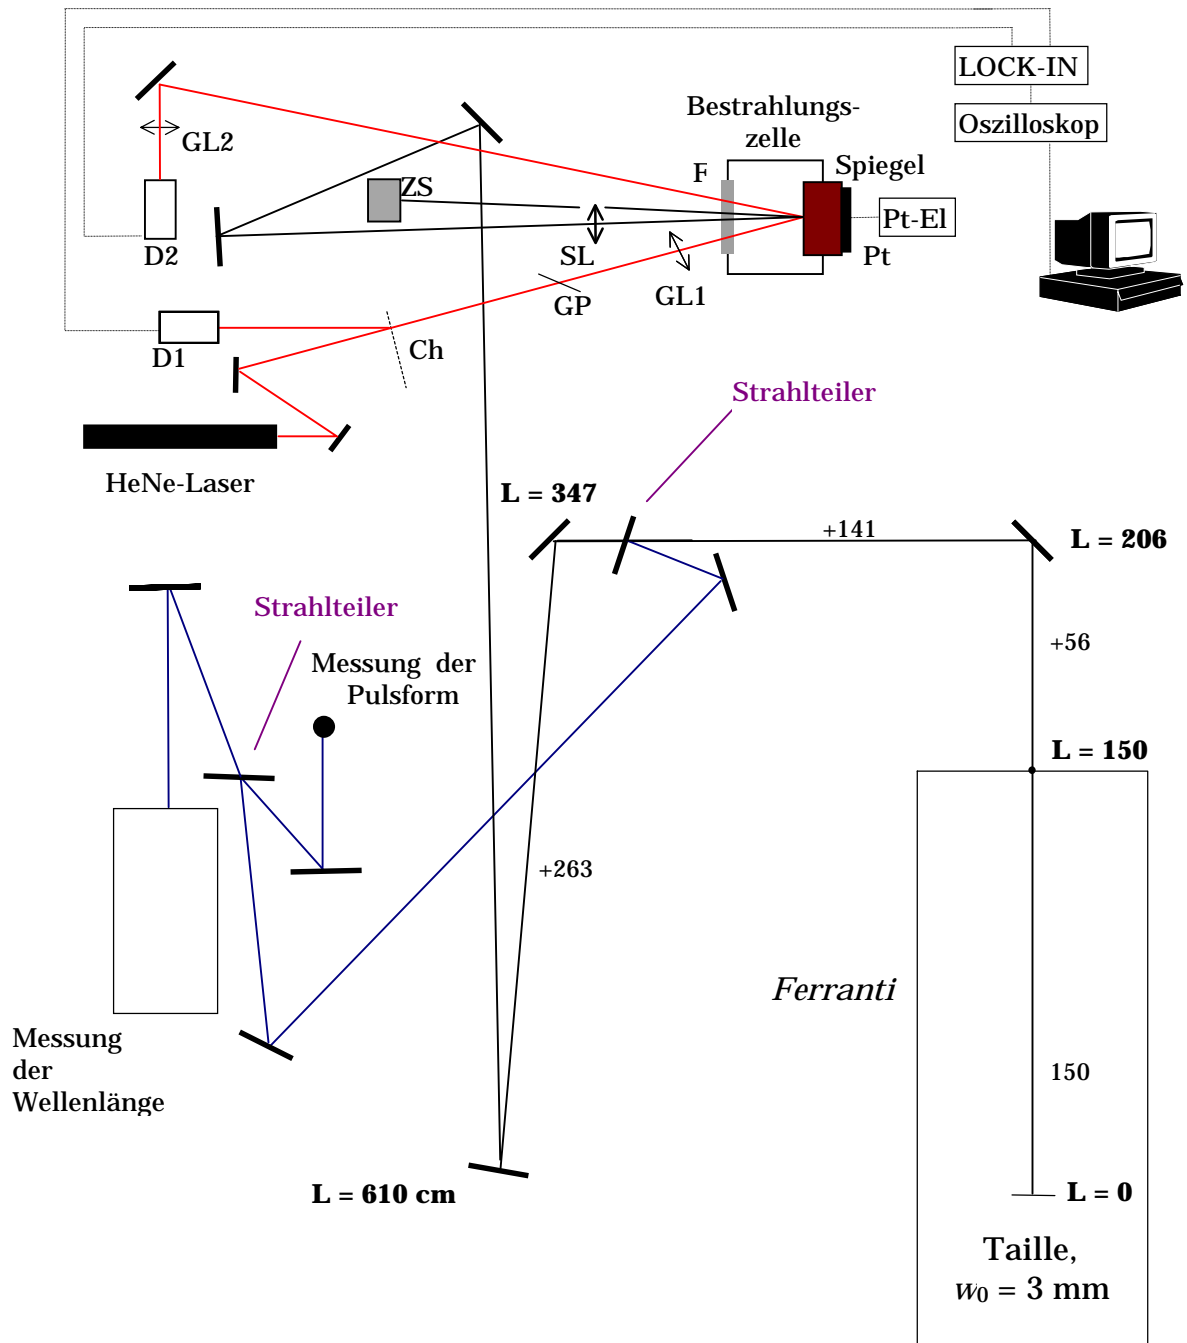 LOCK-IN
Oszilloskop
Bestrahlungs-
zelle
GL2
F
Spiegel
ZS
Pt-El
D2
SL
Pt
GL1
GP
D1
Ch
HeNe-Laser
Strahlteiler
L = 347
+141
L = 206
Strahlteiler
+56
Messung der
Pulsform
L = 150
+263
Ferranti
Messung
der
Wellenlänge
150
L = 610 cm
L = 0
Taille,
w₀ = 3 mm